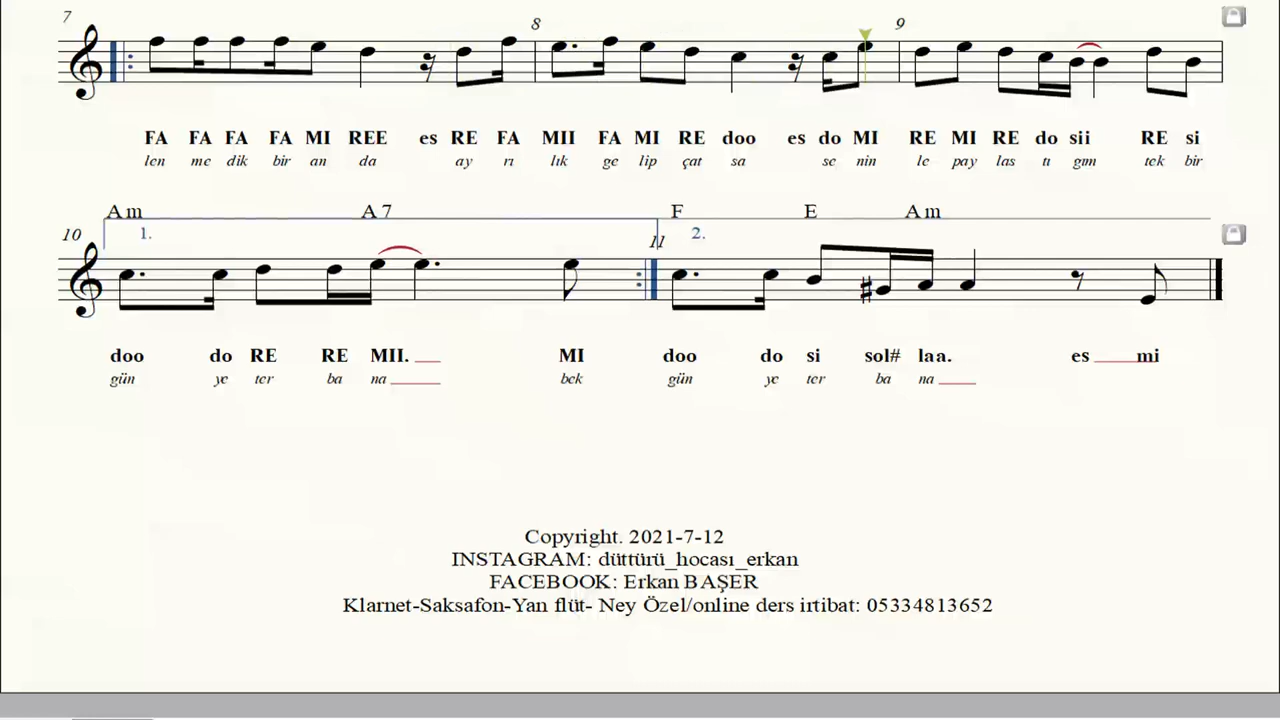 7 8 9
FA FA FA FA MI REE es RE FA MII FA MI RE doo es do MI RE MI RE do sii RE si
len me dik bir an da ay rı lık ge lip çat sa se nin le pay las tı gım tek bir
Am A7 F E Am
10 1. 11 2.
doo do RE RE MII. MI doo do si sol# laa. es mi
gün ye ter ba na bek gün ye ter ba na
Copyright. 2021-7-12
INSTAGRAM: düttürü_hocası_erkan
FACEBOOK: Erkan BAŞER
Klarnet-Saksafon-Yan flüt- Ney Özel/online ders irtibat: 05334813652